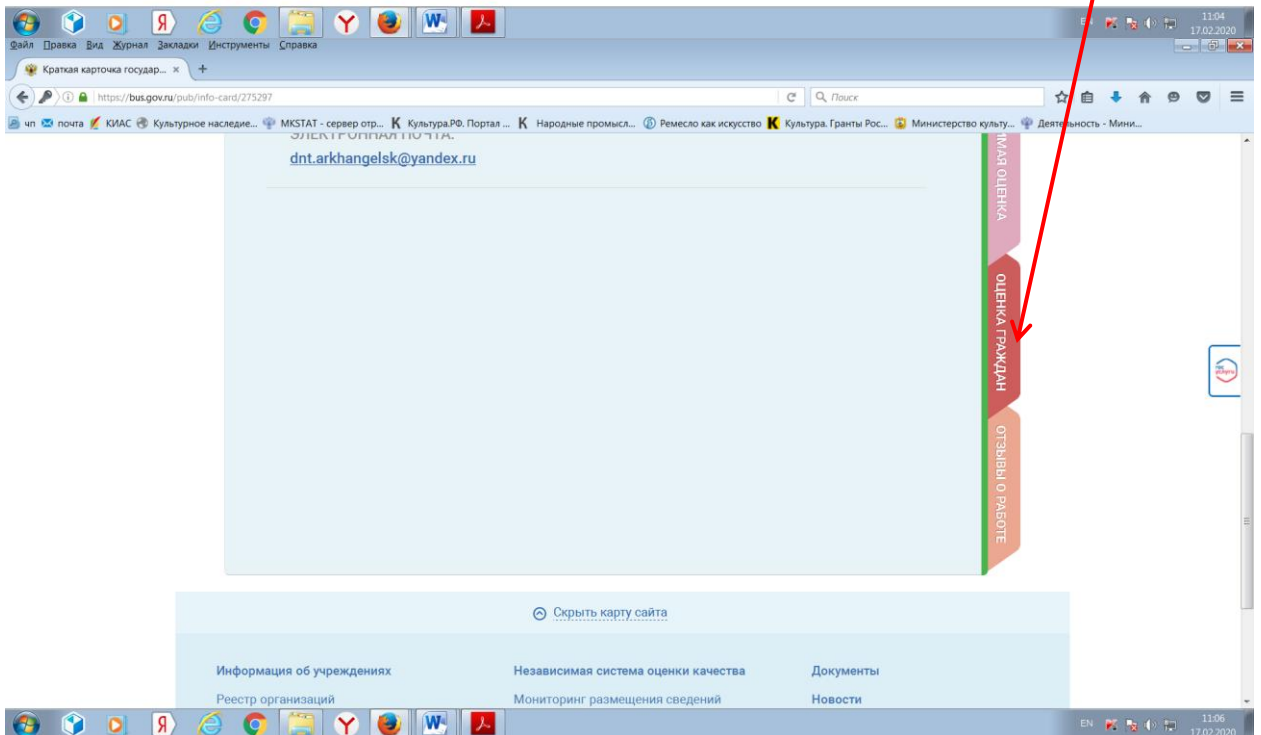 EN
11:04
17.02.2020
Файл Правка Вид Журнал Закладки Инструменты Справка
Краткая карточка государ... × +
https://bus.gov.ru/pub/info-card/275297
Поиск
чп почта КИАС Культурное наследие... MKSTAT - сервер отр... Культура.РФ. Портал ... Народные промысл... Ремесло как искусство Культура. Гранты Рос... Министерство культу... Деятельность - Мини...
ЭЛЕКТРОННАЯ ПОЧТА:
dnt.arkhangelsk@yandex.ru
ОЦЕНКА
ОЦЕНКА ГРАЖДАН
ОТЗЫВЫ О РАБОТЕ
Скрыть карту сайта
Информация об учреждениях
Независимая система оценки качества
Документы
Реестр организаций
Мониторинг размещения сведений
Новости
EN
11:06
17.02.2020